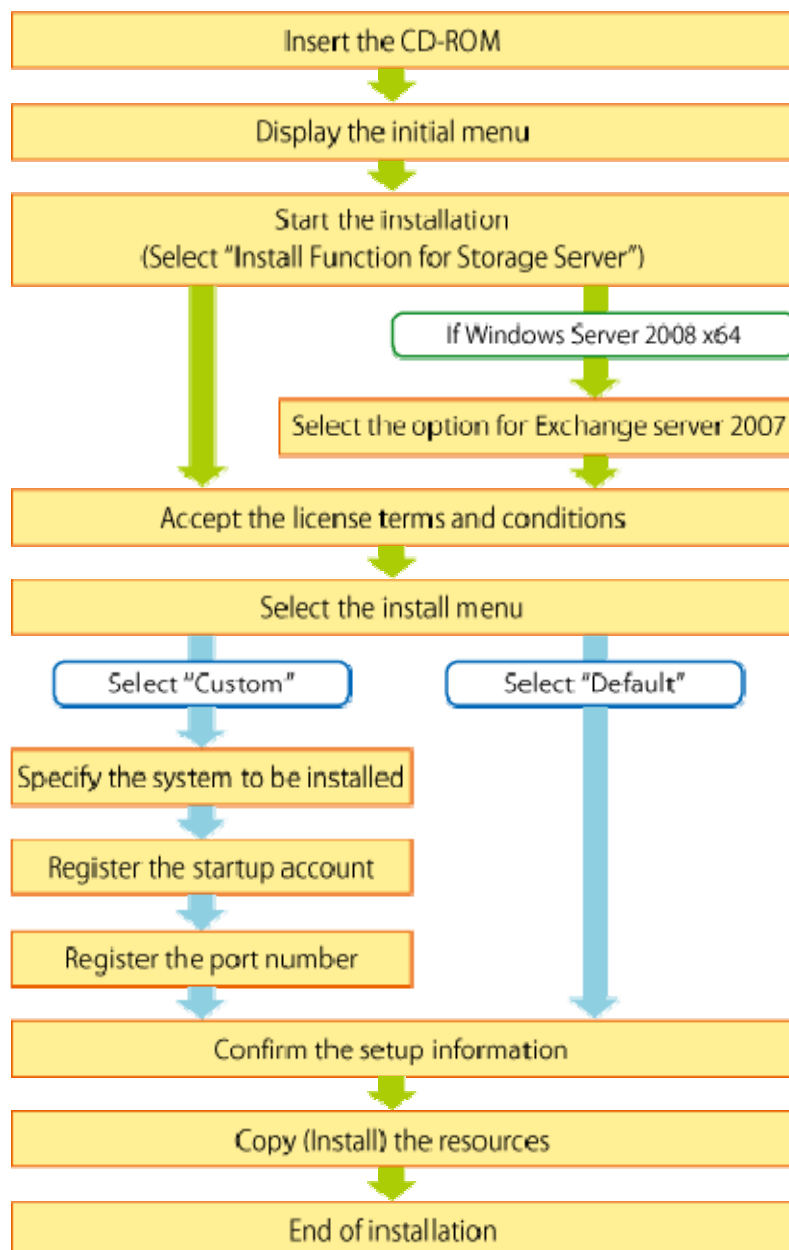 Insert the CD-ROM
Display the initial menu
Start the installation
(Select “Install Function for Storage Server”)
If Windows Server 2008 x64
Select the option for Exchange server 2007
Accept the license terms and conditions
Select the install menu
Select “Custom”
Select “Default”
Specify the system to be installed
Register the startup account
Register the port number
Confirm the setup information
Copy (Install) the resources
End of installation